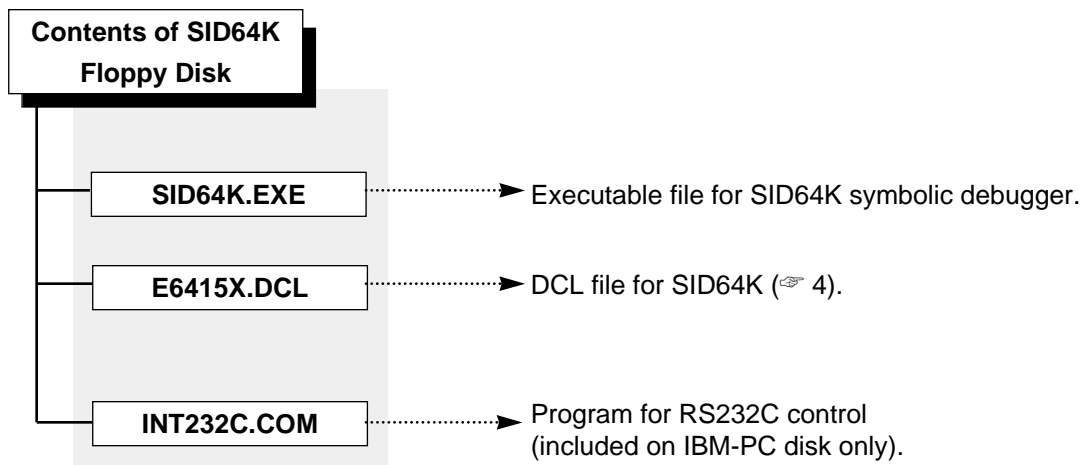 Contents of SID64K
Floppy Disk
SID64K.EXE
Executable file for SID64K symbolic debugger.
E6415X.DCL
DCL file for SID64K (☞ 4).
INT232C.COM
Program for RS232C control
(included on IBM-PC disk only).